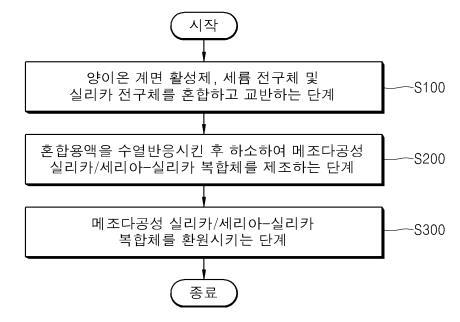 시작
양이온 계면 활성제, 세륨 전구체 및
실리카 전구체를 혼합하고 교반하는 단계
S100
혼합용액을 수열반응시킨 후 하소하여 메조다공성
실리카/세리아-실리카 복합체를 제조하는 단계
S200
메조다공성 실리카/세리아-실리카
복합체를 환원시키는 단계
S300
종료